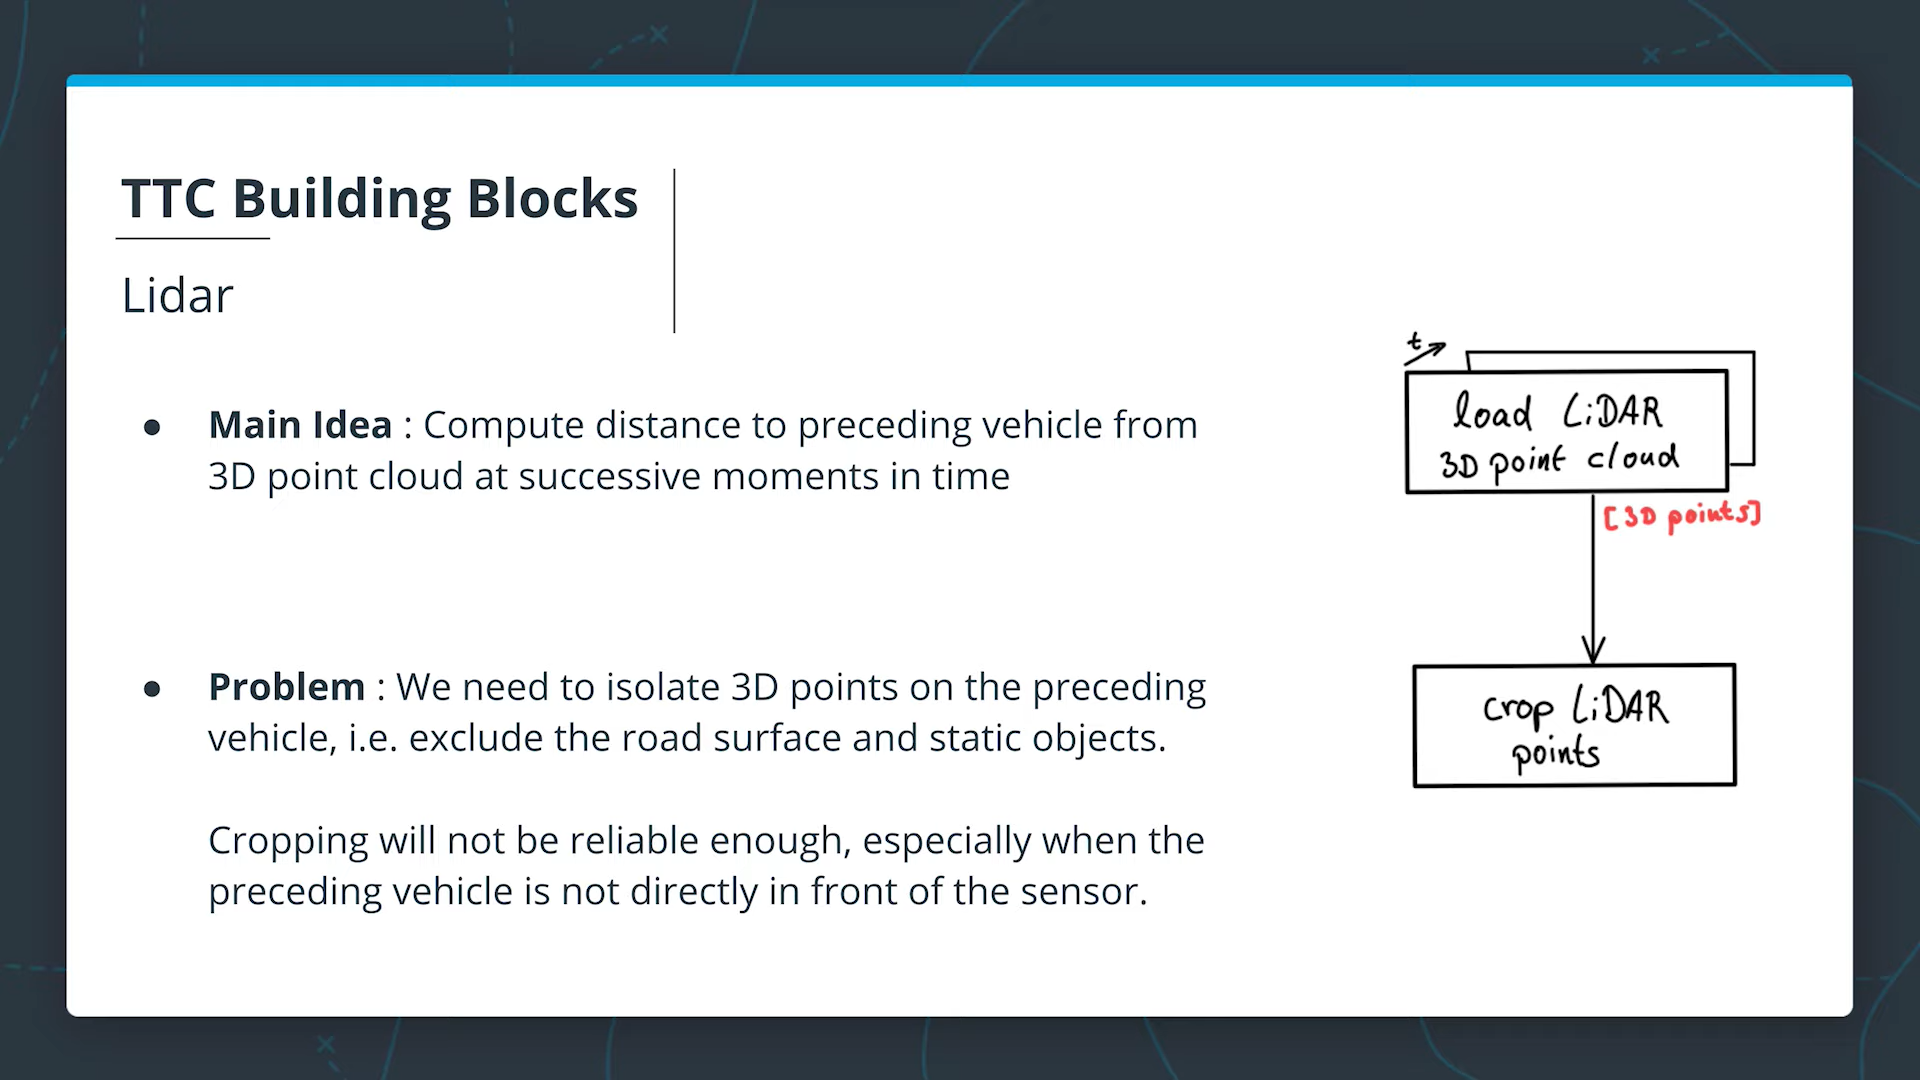 TTC Building Blocks
Lidar
● Main Idea : Compute distance to preceding vehicle from
3D point cloud at successive moments in time
● Problem : We need to isolate 3D points on the preceding
vehicle, i.e. exclude the road surface and static objects.
Cropping will not be reliable enough, especially when the
preceding vehicle is not directly in front of the sensor.
t
load LiDAR
3D point cloud
[3D points]
crop LiDAR
points